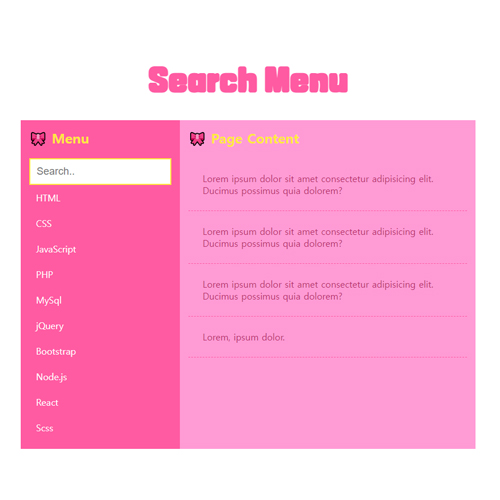 Search Menu
Menu
Search..
HTML
CSS
JavaScript
PHP
MySql
jQuery
Bootstrap
Node.js
React
Scss
Page Content
Lorem ipsum dolor sit amet consectetur adipisicing elit.
Ducimus possimus quia dolorem?
Lorem ipsum dolor sit amet consectetur adipisicing elit.
Ducimus possimus quia dolorem?
Lorem ipsum dolor sit amet consectetur adipisicing elit.
Ducimus possimus quia dolorem?
Lorem, ipsum dolor.